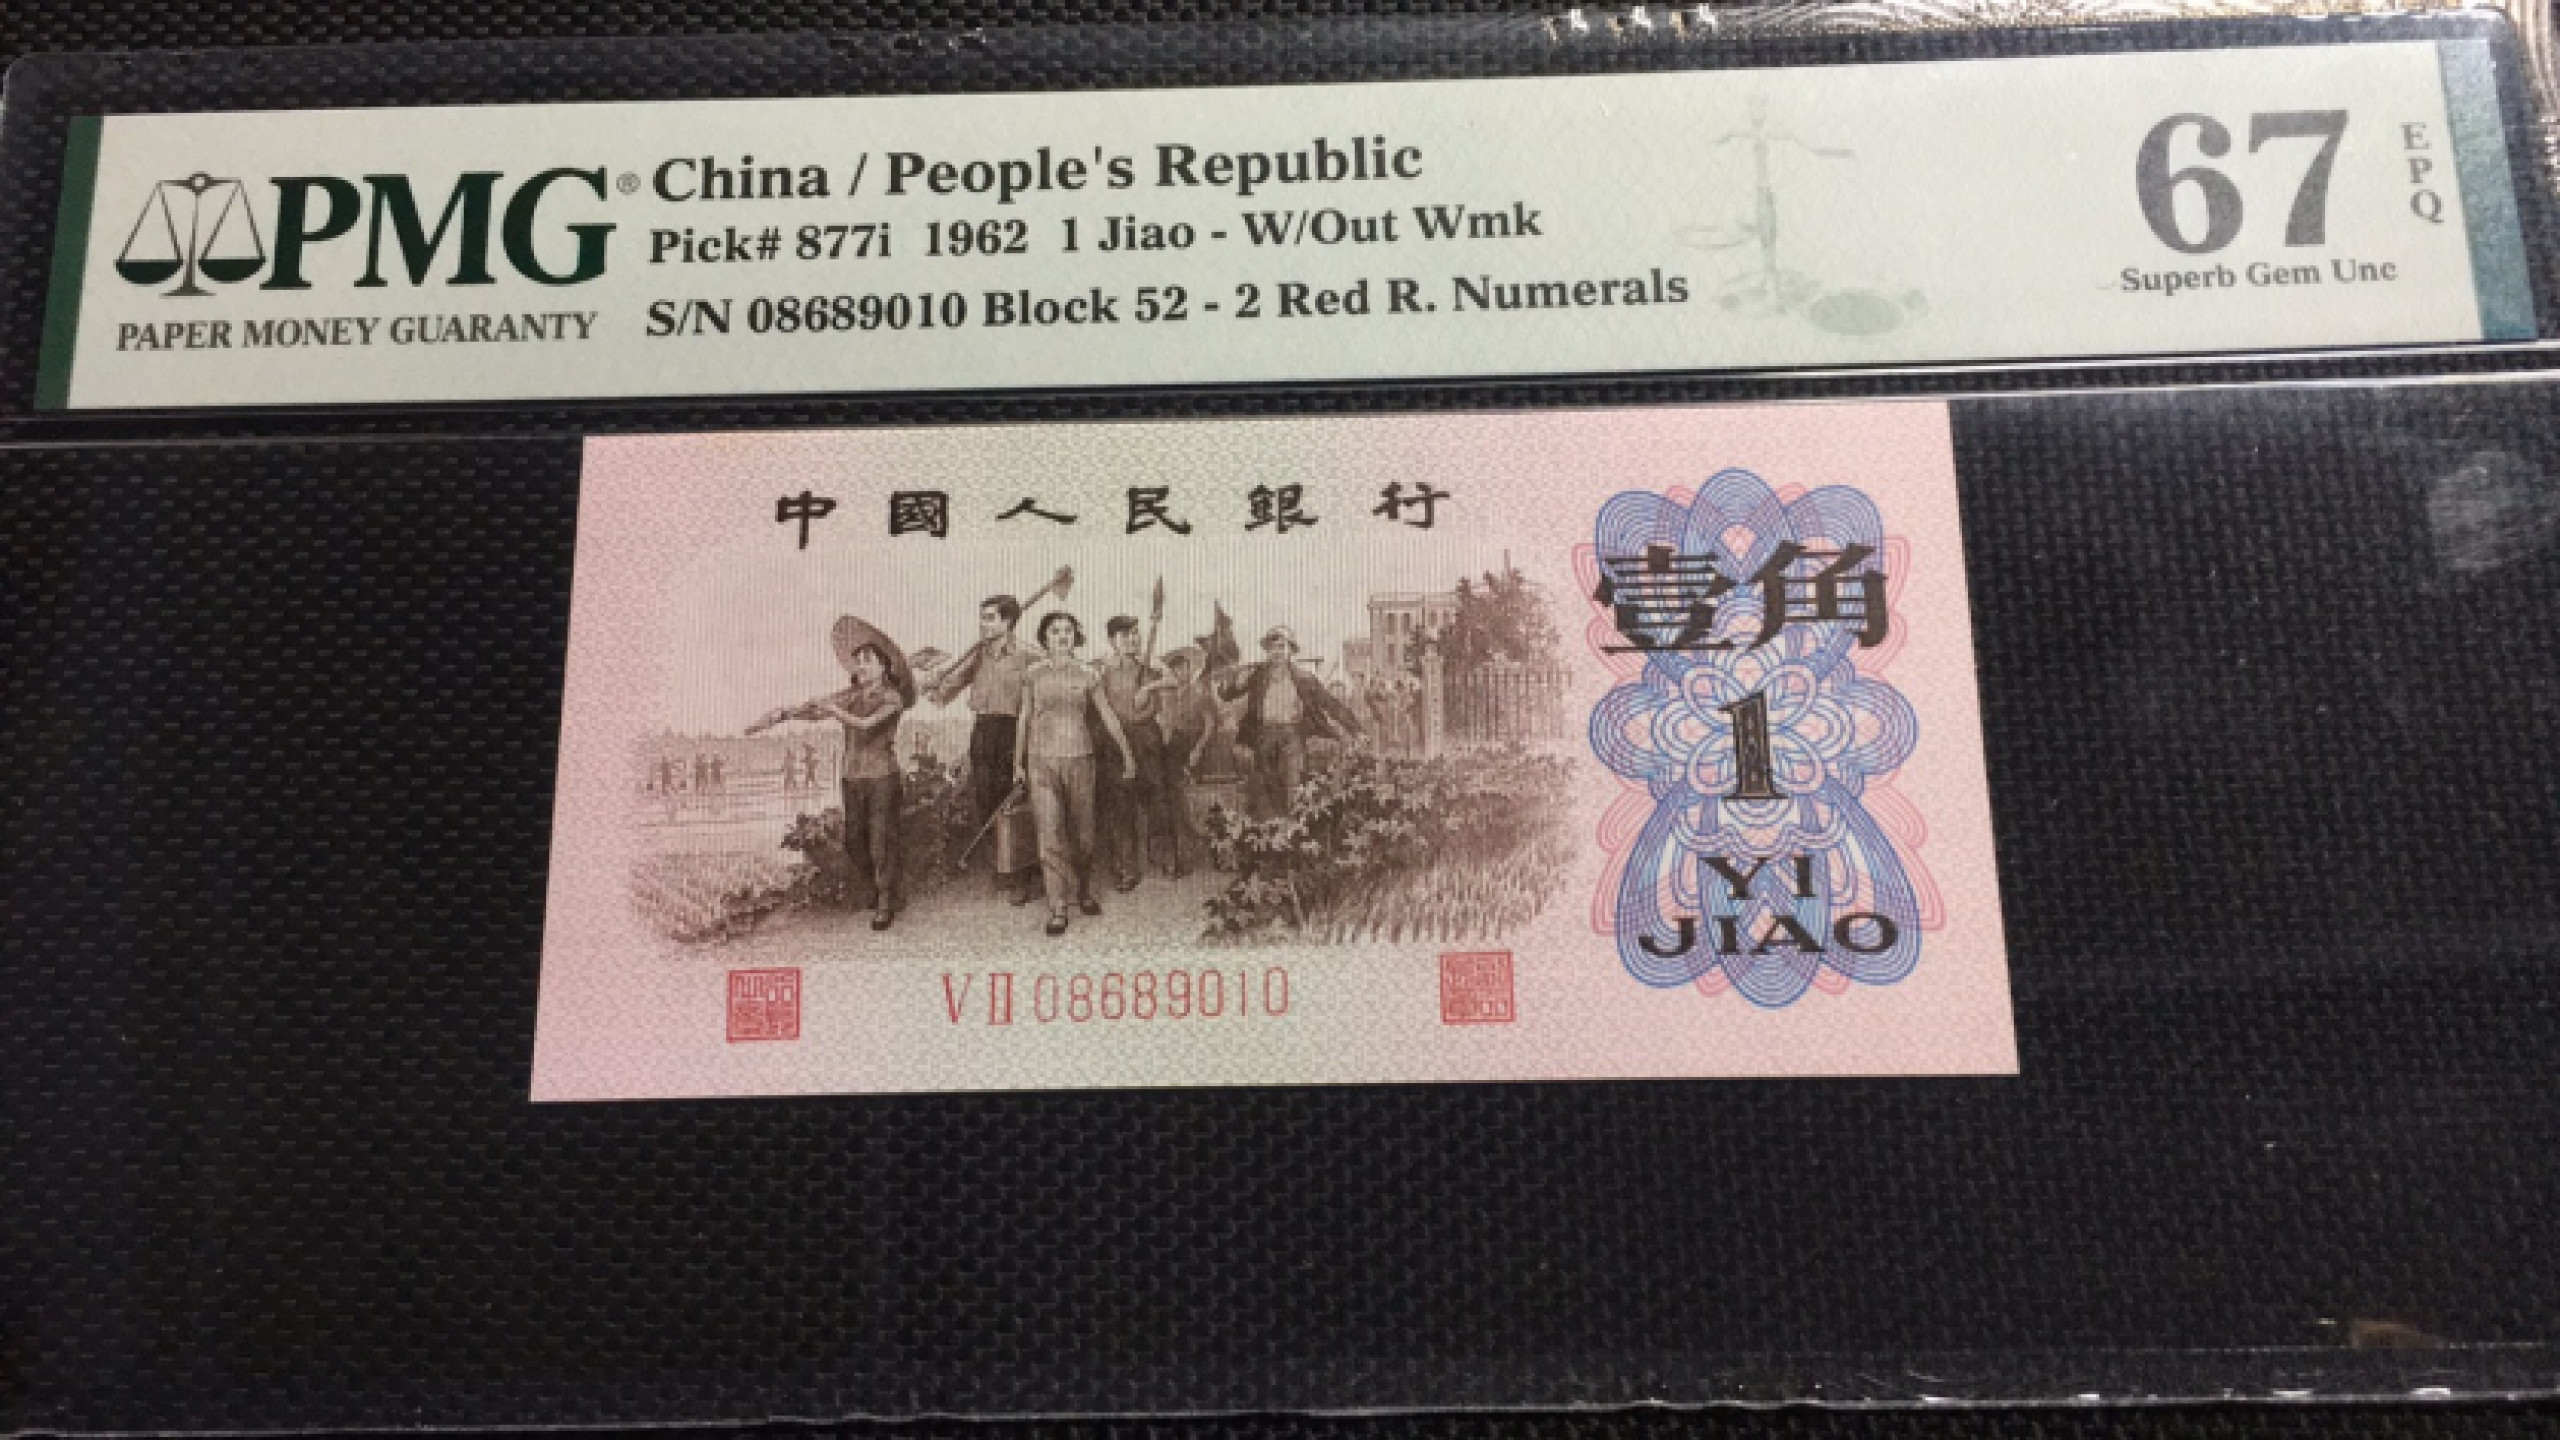 PMG®
PAPER MONEY GUARANTY
China / People's Republic
Pick# 877i 1962 1 Jiao - W/Out Wmk
S/N 08689010 Block 52 - 2 Red R. Numerals
67
EPQ
Superb Gem Unc
中國人民銀行
壹角
1
YI
JIAO
V II 08689010